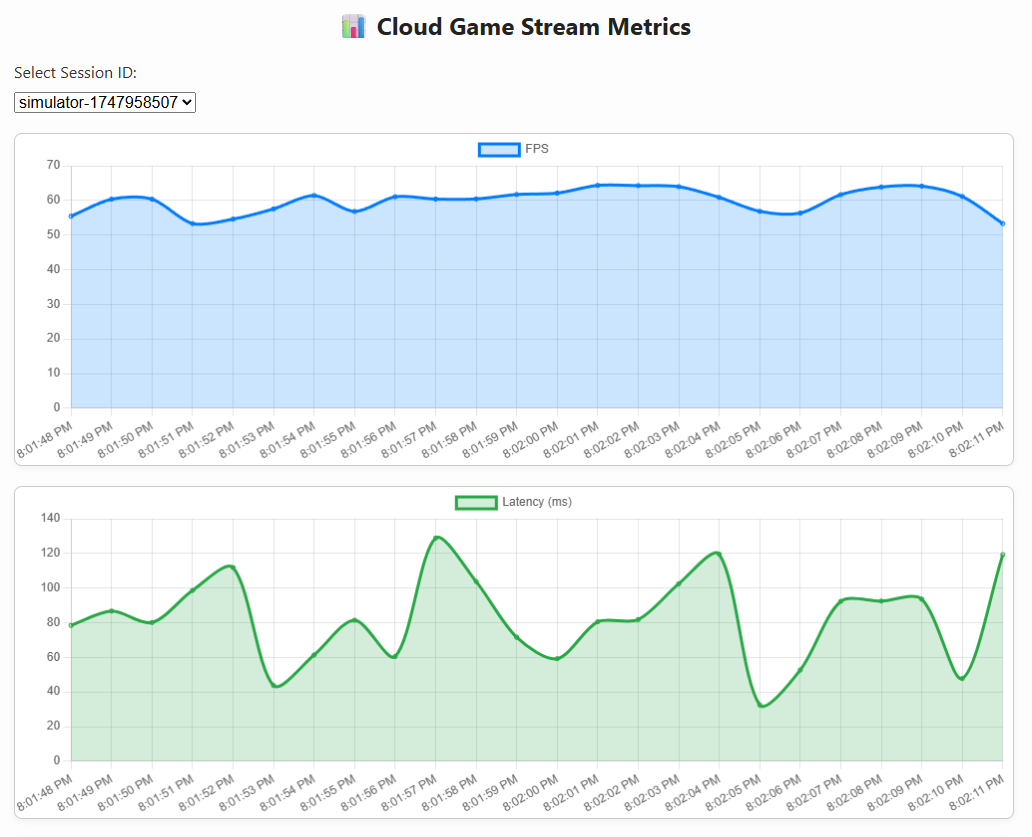 Cloud Game Stream Metrics
Select Session ID:
simulator-1747958507
FPS
70
60
50
40
30
20
10
0
8:01:48 PM 8:01:49 PM 8:01:50 PM 8:01:51 PM 8:01:52 PM 8:01:53 PM 8:01:54 PM 8:01:55 PM 8:01:56 PM 8:01:57 PM 8:01:58 PM 8:01:59 PM 8:02:00 PM 8:02:01 PM 8:02:02 PM 8:02:03 PM 8:02:04 PM 8:02:05 PM 8:02:06 PM 8:02:07 PM 8:02:08 PM 8:02:09 PM 8:02:10 PM 8:02:11 PM
Latency (ms)
140
120
100
80
60
40
20
0
8:01:48 PM 8:01:49 PM 8:01:50 PM 8:01:51 PM 8:01:52 PM 8:01:53 PM 8:01:54 PM 8:01:55 PM 8:01:56 PM 8:01:57 PM 8:01:58 PM 8:01:59 PM 8:02:00 PM 8:02:01 PM 8:02:02 PM 8:02:03 PM 8:02:04 PM 8:02:05 PM 8:02:06 PM 8:02:07 PM 8:02:08 PM 8:02:09 PM 8:02:10 PM 8:02:11 PM